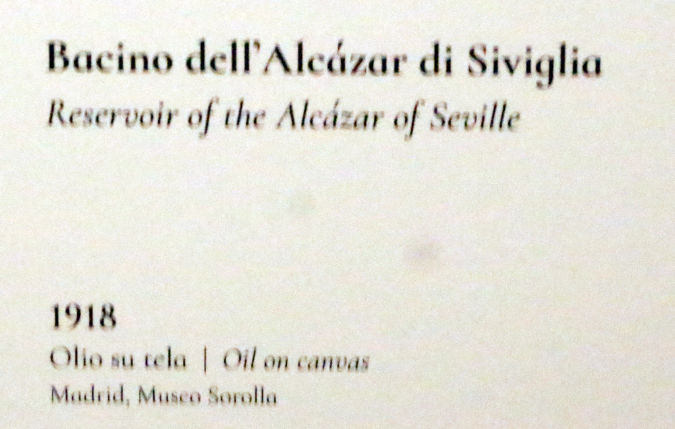 Bacino dell'Alcázar di Siviglia
Reservoir of the Alcázar of Seville
1918
Olio su tela | Oil on canvas
Madrid, Museo Sorolla